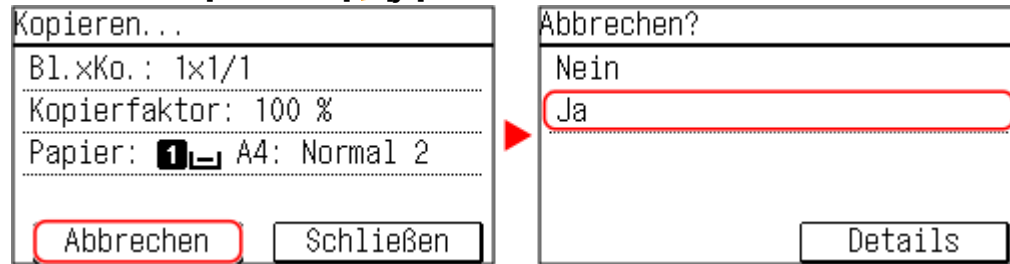 Kopieren...
Bl.xKo.: 1x1/1
Kopierfaktor: 100 %
Papier: 1 A4: Normal 2
Abbrechen
Schließen
Abbrechen?
Nein
Ja
Details